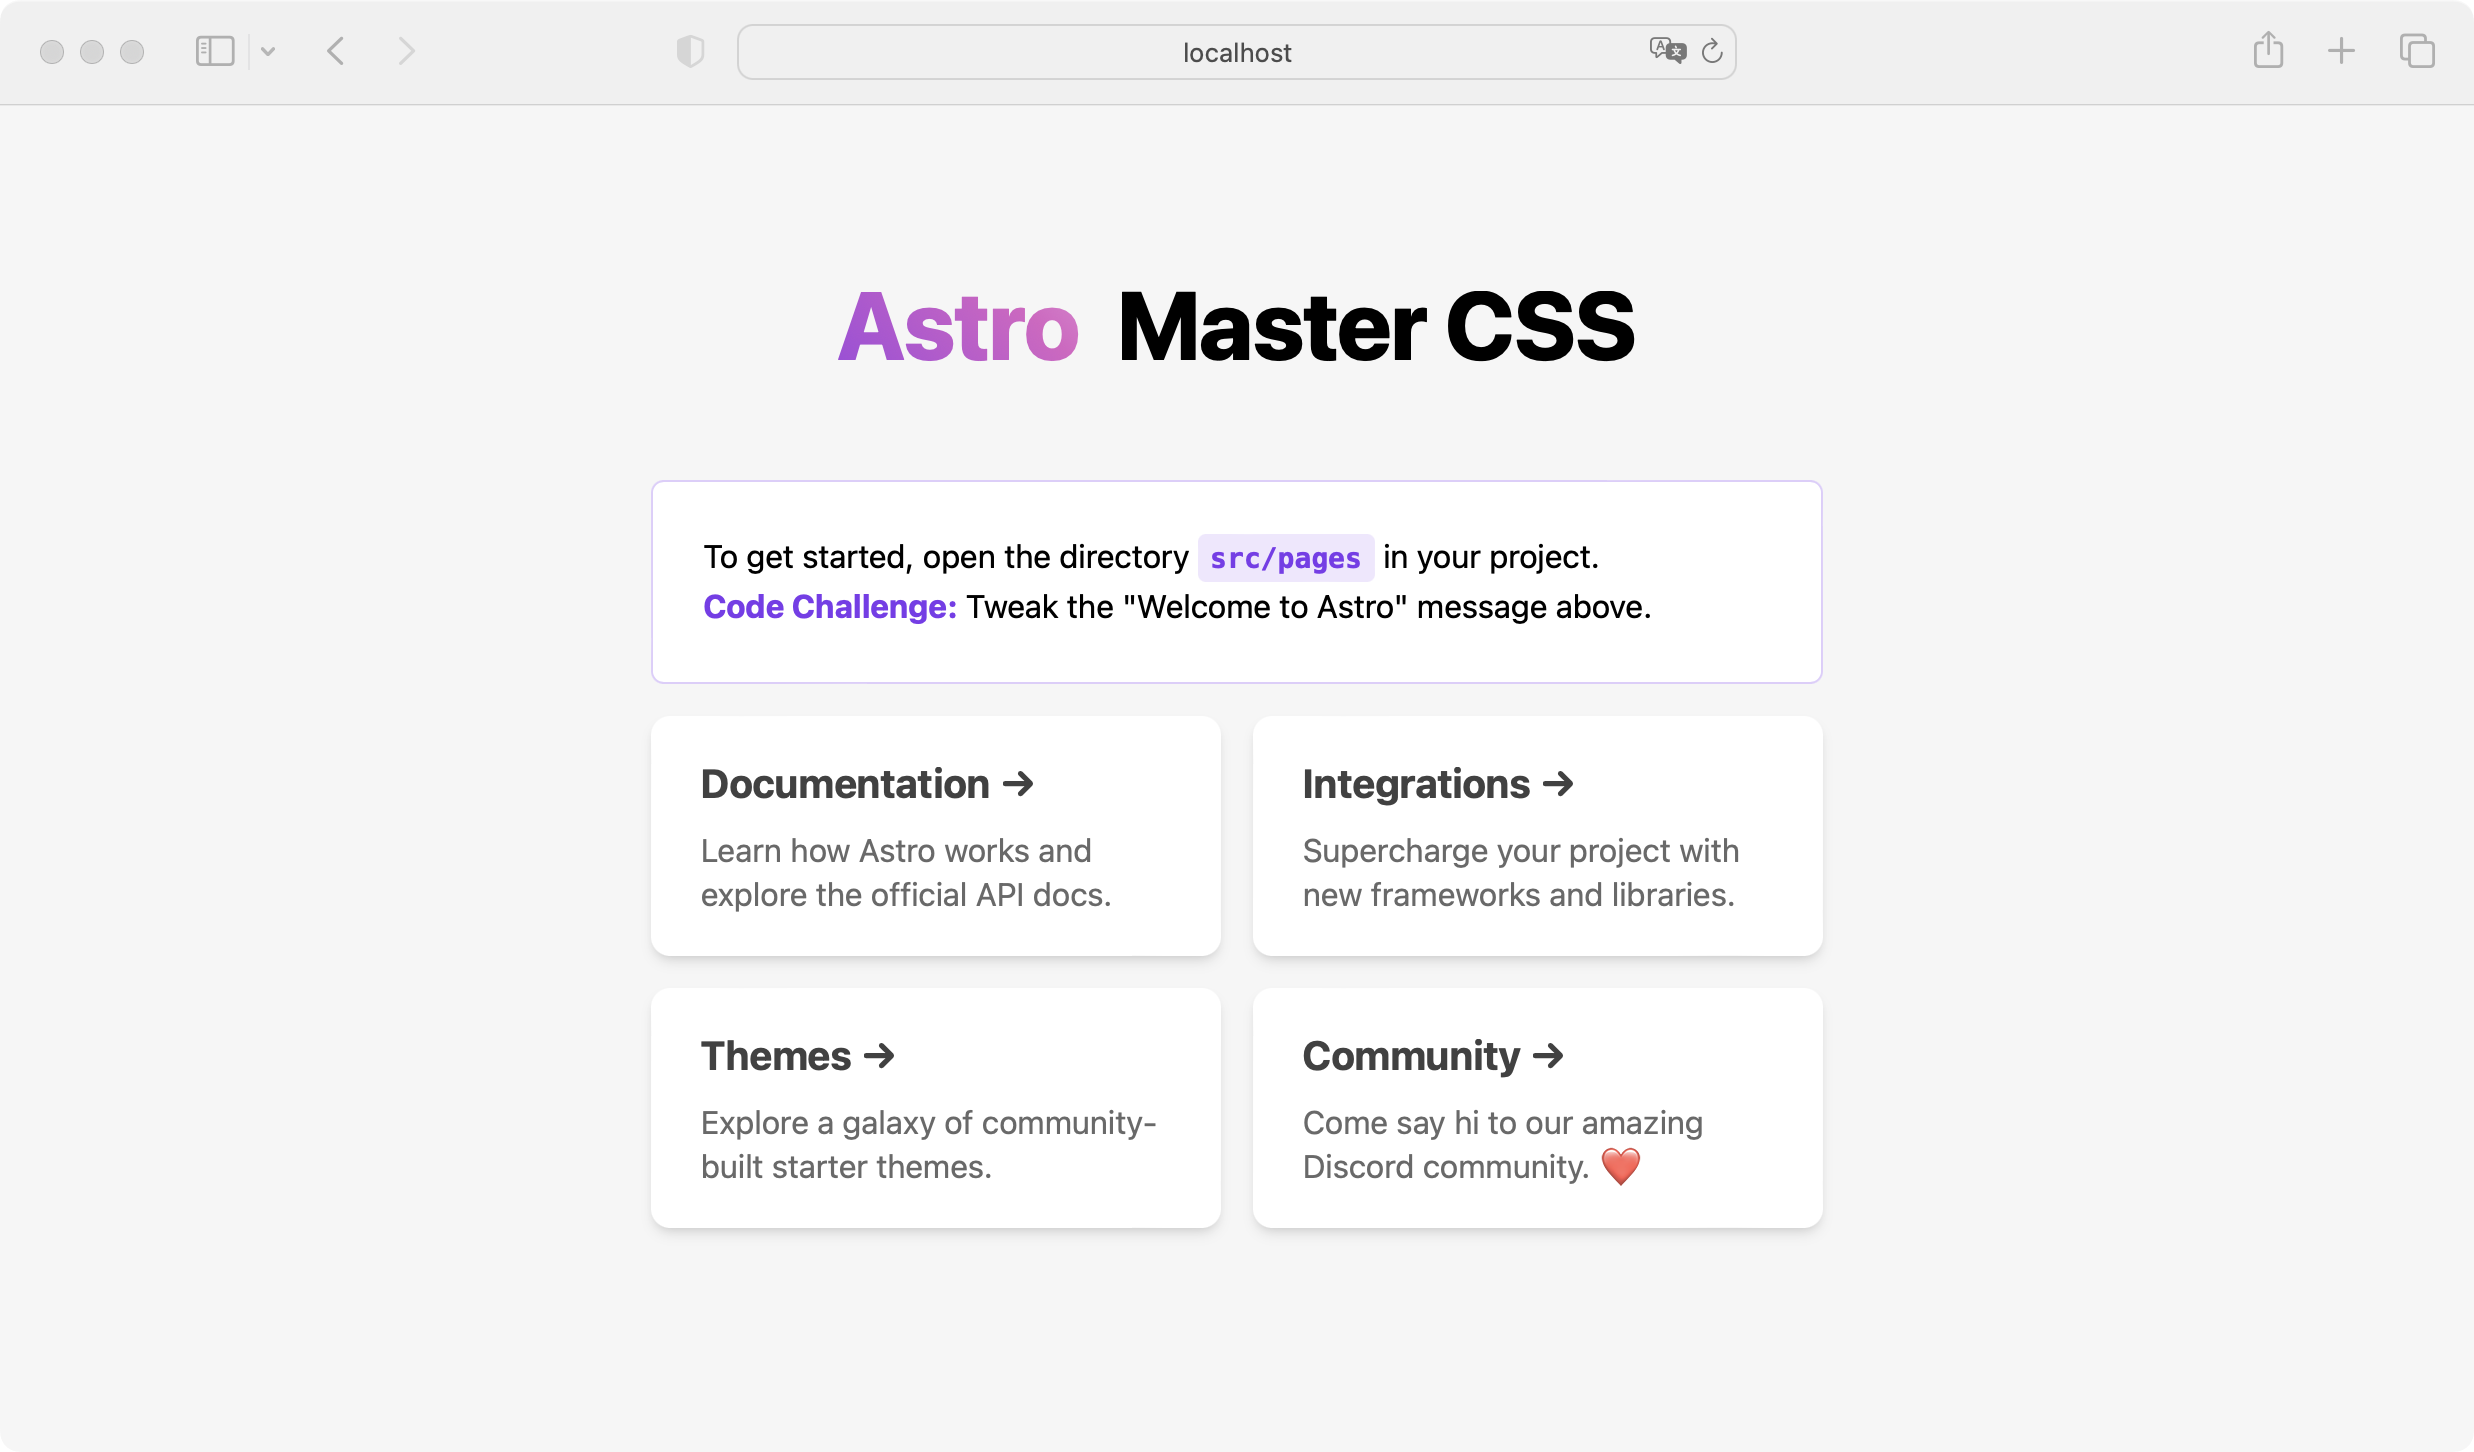 localhost
Astro Master CSS
To get started, open the directory src/pages in your project.
Code Challenge: Tweak the "Welcome to Astro" message above.
Documentation →
Learn how Astro works and
explore the official API docs.
Integrations →
Supercharge your project with
new frameworks and libraries.
Themes →
Explore a galaxy of community-
built starter themes.
Community →
Come say hi to our amazing
Discord community. ❤️